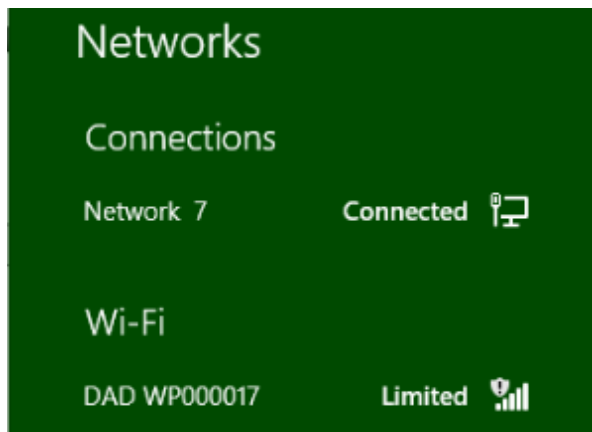 Networks
Connections
Network 7 Connected
Wi-Fi
DAD WP000017 Limited